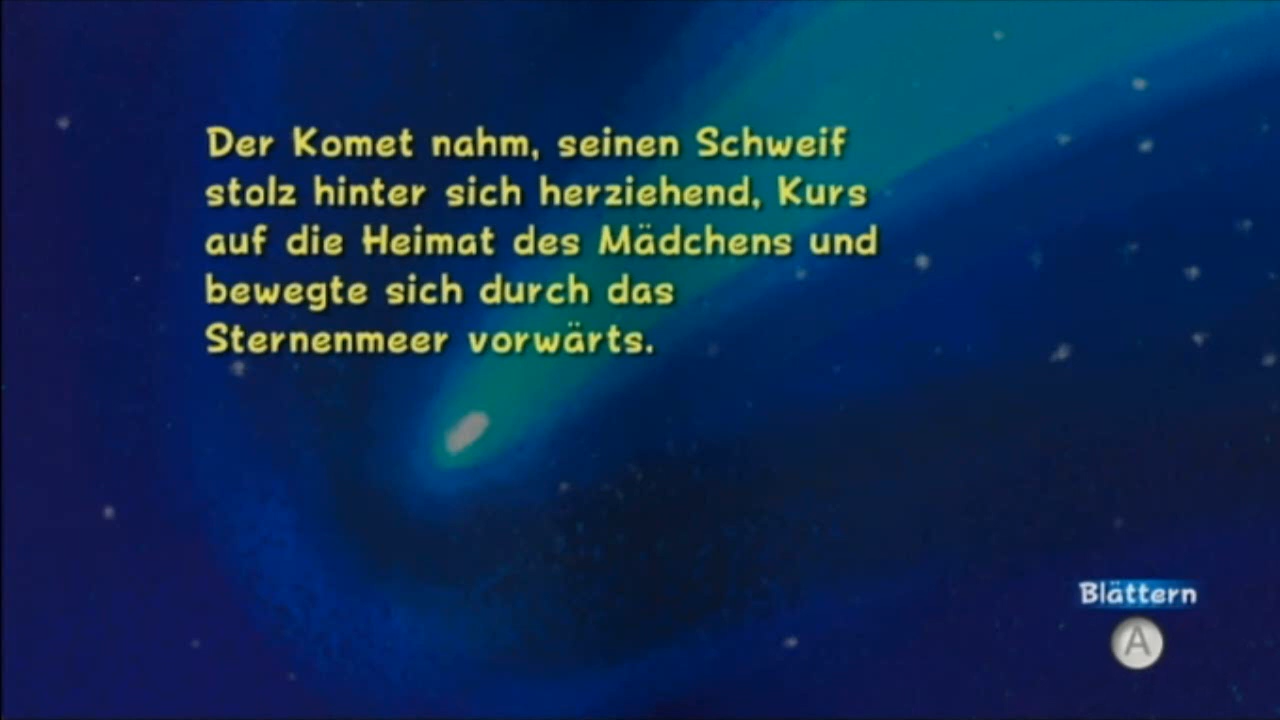 Der Komet nahm, seinen Schweif
stolz hinter sich herziehend, Kurs
auf die Heimat des Mädchens und
bewegte sich durch das
Sternenmeer vorwärts.
Blättern
A